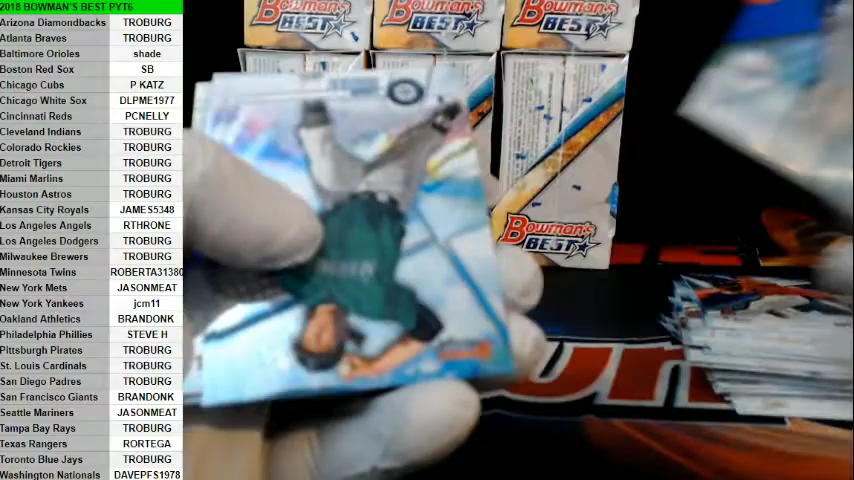 2018 BOWMAN'S BEST PYT6
Arizona Diamondbacks TROBURG
Atlanta Braves TROBURG
Baltimore Orioles shade
Boston Red Sox SB
Chicago Cubs P KATZ
Chicago White Sox DLPME1977
Cincinnati Reds PCNELLY
Cleveland Indians TROBURG
Colorado Rockies TROBURG
Detroit Tigers TROBURG
Miami Marlins TROBURG
Houston Astros TROBURG
Kansas City Royals JAMES5348
Los Angeles Angels RTHRONE
Los Angeles Dodgers TROBURG
Milwaukee Brewers TROBURG
Minnesota Twins ROBERTA31380
New York Mets JASONMEAT
New York Yankees jcm11
Oakland Athletics BRANDONK
Philadelphia Phillies STEVE H
Pittsburgh Pirates TROBURG
St. Louis Cardinals TROBURG
San Diego Padres TROBURG
San Francisco Giants BRANDONK
Seattle Mariners JASONMEAT
Tampa Bay Rays TROBURG
Texas Rangers RORTEGA
Toronto Blue Jays TROBURG
Washington Nationals DAVEPFS1978
Bowman's BEST
Bowman's BEST
Bowman's BEST
Bowman's BEST